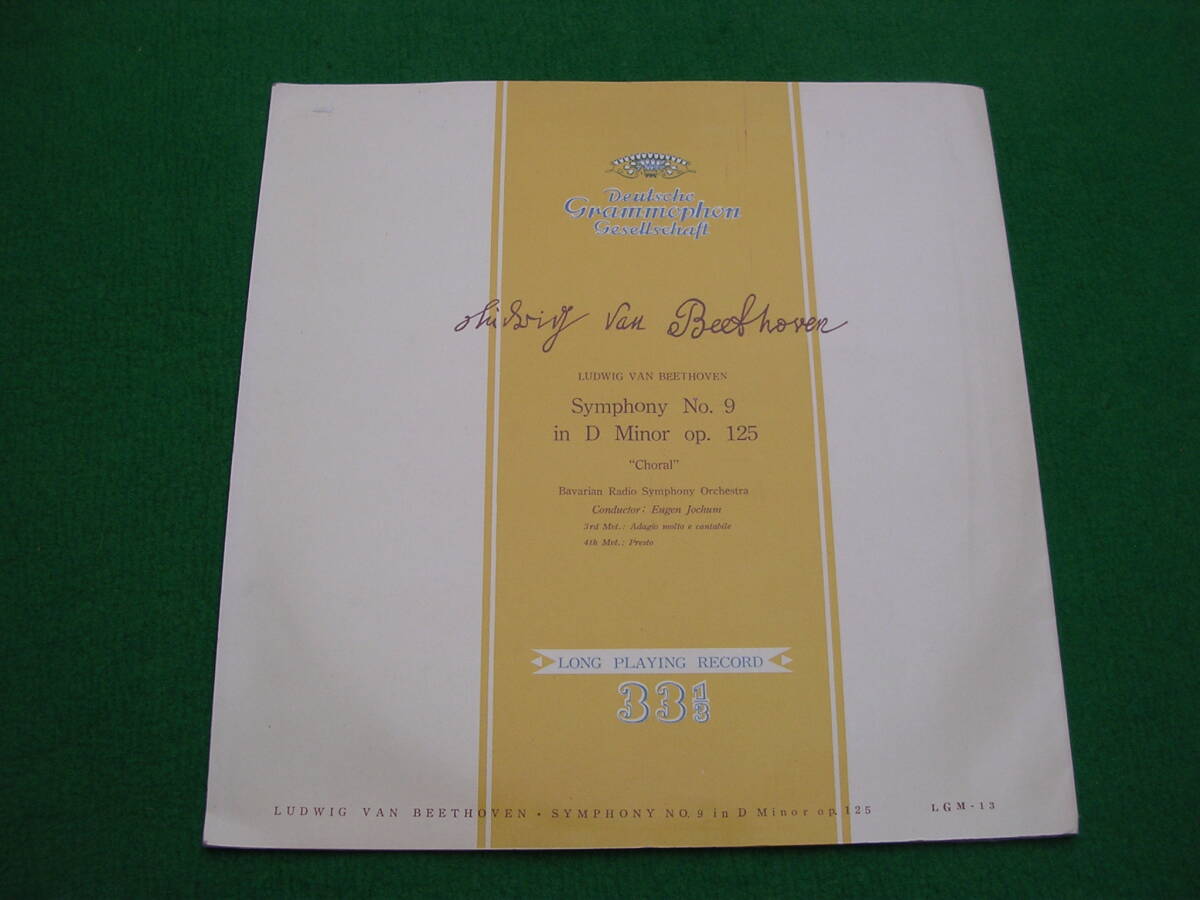 Deutsche
Grammophon
Gesellschaft
Ludwig van Beethoven
LUDWIG VAN BEETHOVEN
Symphony No. 9
in D Minor op. 125
"Choral"
Bavarian Radio Symphony Orchestra
Conductor: Eugen Jochum
3rd Mvt.: Adagio molto e cantabile
4th Mvt.: Presto
LONG PLAYING RECORD
33 1/3
LUDWIG VAN BEETHOVEN · SYMPHONY NO. 9 in D Minor op. 125 LGM-13